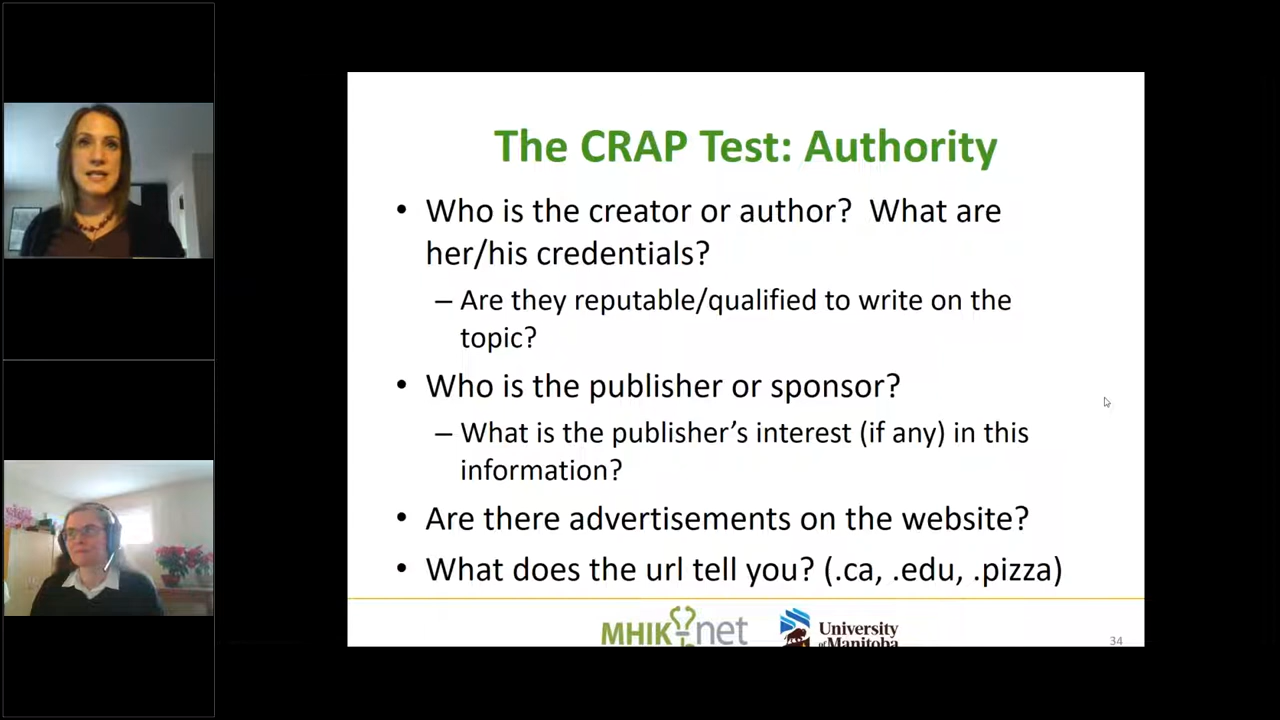 The CRAP Test: Authority
• Who is the creator or author? What are
her/his credentials?
– Are they reputable/qualified to write on the
topic?
• Who is the publisher or sponsor?
– What is the publisher’s interest (if any) in this
information?
• Are there advertisements on the website?
• What does the url tell you? (.ca, .edu, .pizza)
MHIKnet
University
of Manitoba
34